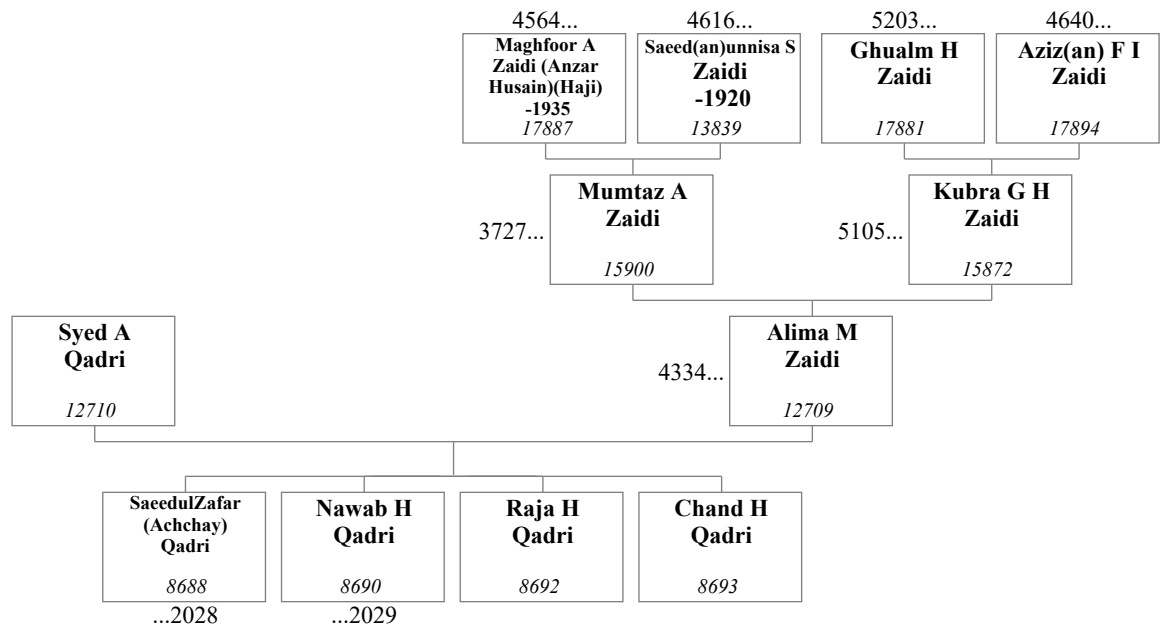 4564...
4616...
5203...
4640...
Maghfoor A
Zaidi (Anzar
Husain)(Haji)
-1935
17887
Saeed(an)unnisa S
Zaidi
-1920
13839
Ghualm H
Zaidi
17881
Aziz(an) F I
Zaidi
17894
3727...
Mumtaz A
Zaidi
15900
5105...
Kubra G H
Zaidi
15872
Syed A
Qadri
12710
4334...
Alima M
Zaidi
12709
SaeedulZafar
(Achchay)
Qadri
8688
...2028
Nawab H
Qadri
8690
...2029
Raja H
Qadri
8692
Chand H
Qadri
8693